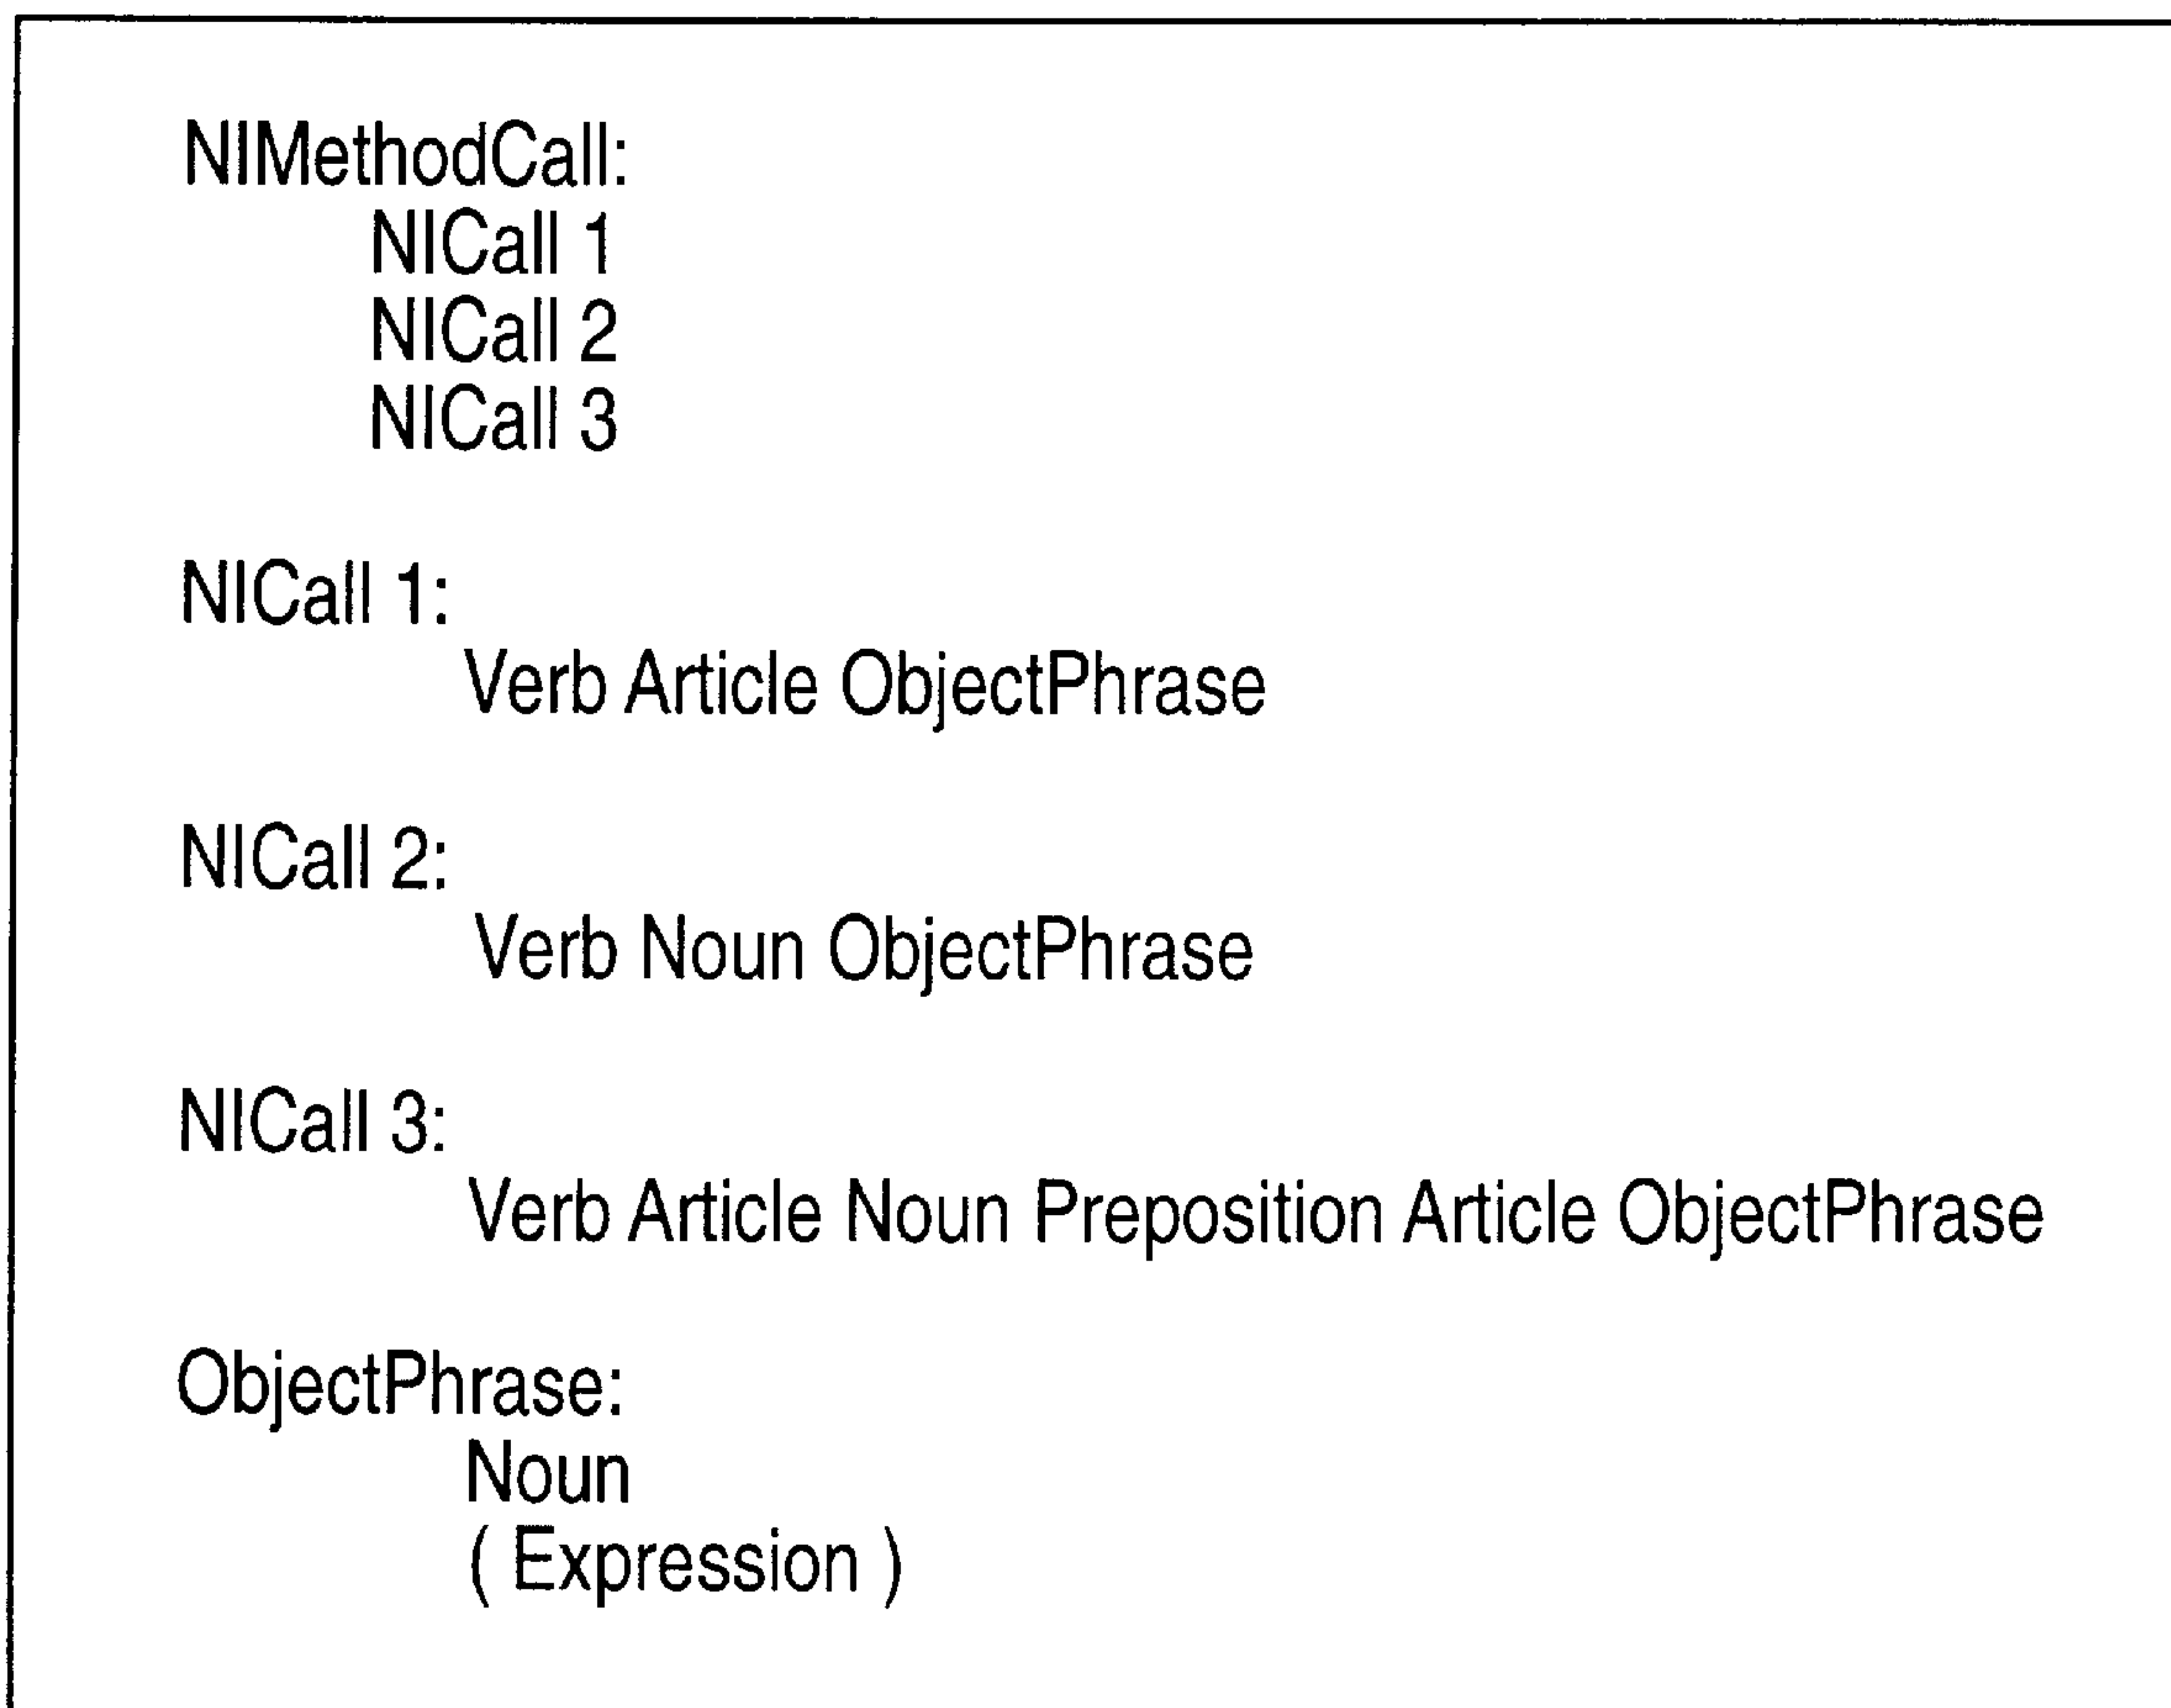 NIMethodCall:
NICall 1
NICall 2
NICall 3
NICall 1:
Verb Article ObjectPhrase
NICall 2:
Verb Noun ObjectPhrase
NICall 3:
Verb Article Noun Preposition Article ObjectPhrase
ObjectPhrase:
Noun
( Expression )